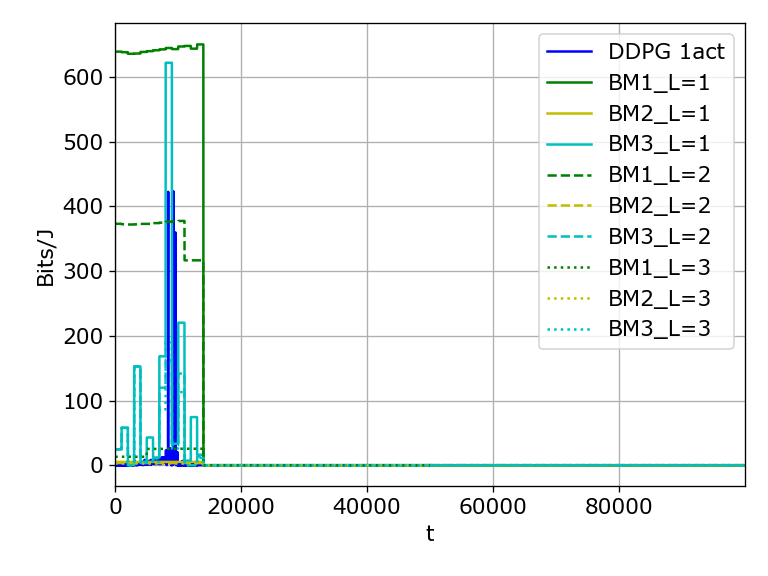 Bits/J
600
500
400
300
200
100
0
0
20000
40000
60000
80000
t
DDPG 1act
BM1_L=1
BM2_L=1
BM3_L=1
BM1_L=2
BM2_L=2
BM3_L=2
BM1_L=3
BM2_L=3
BM3_L=3